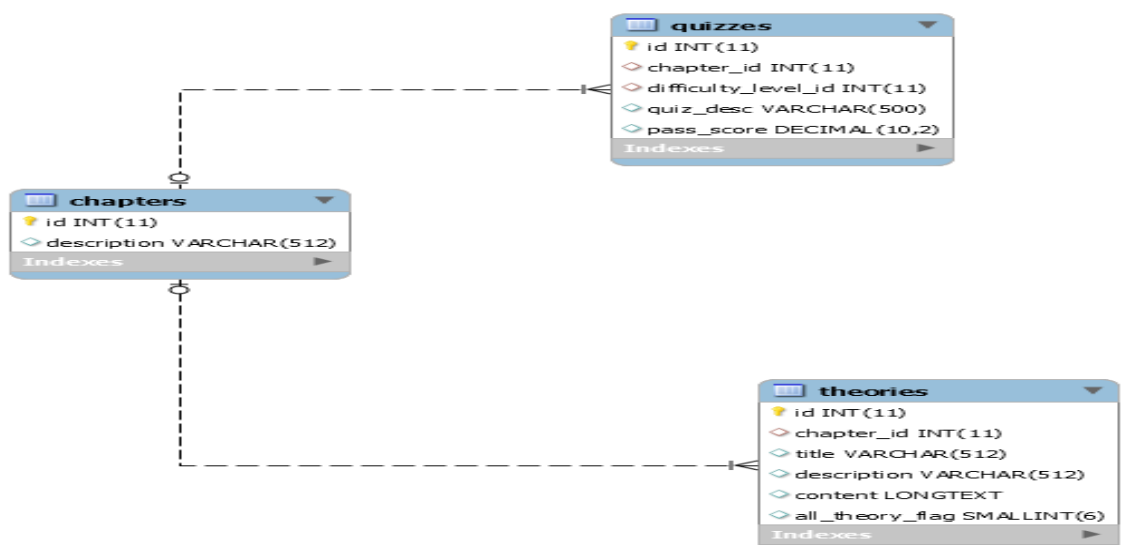 quizzes
id INT(11)
chapter_id INT(11)
difficulty_level_id INT(11)
quiz_desc VARCHAR(500)
pass_score DECIMAL(10,2)
Indexes
chapters
id INT(11)
description VARCHAR(512)
Indexes
theories
id INT(11)
chapter_id INT(11)
title VARCHAR(512)
description VARCHAR(512)
content LONGTEXT
all_theory_flag SMALLINT(6)
Indexes